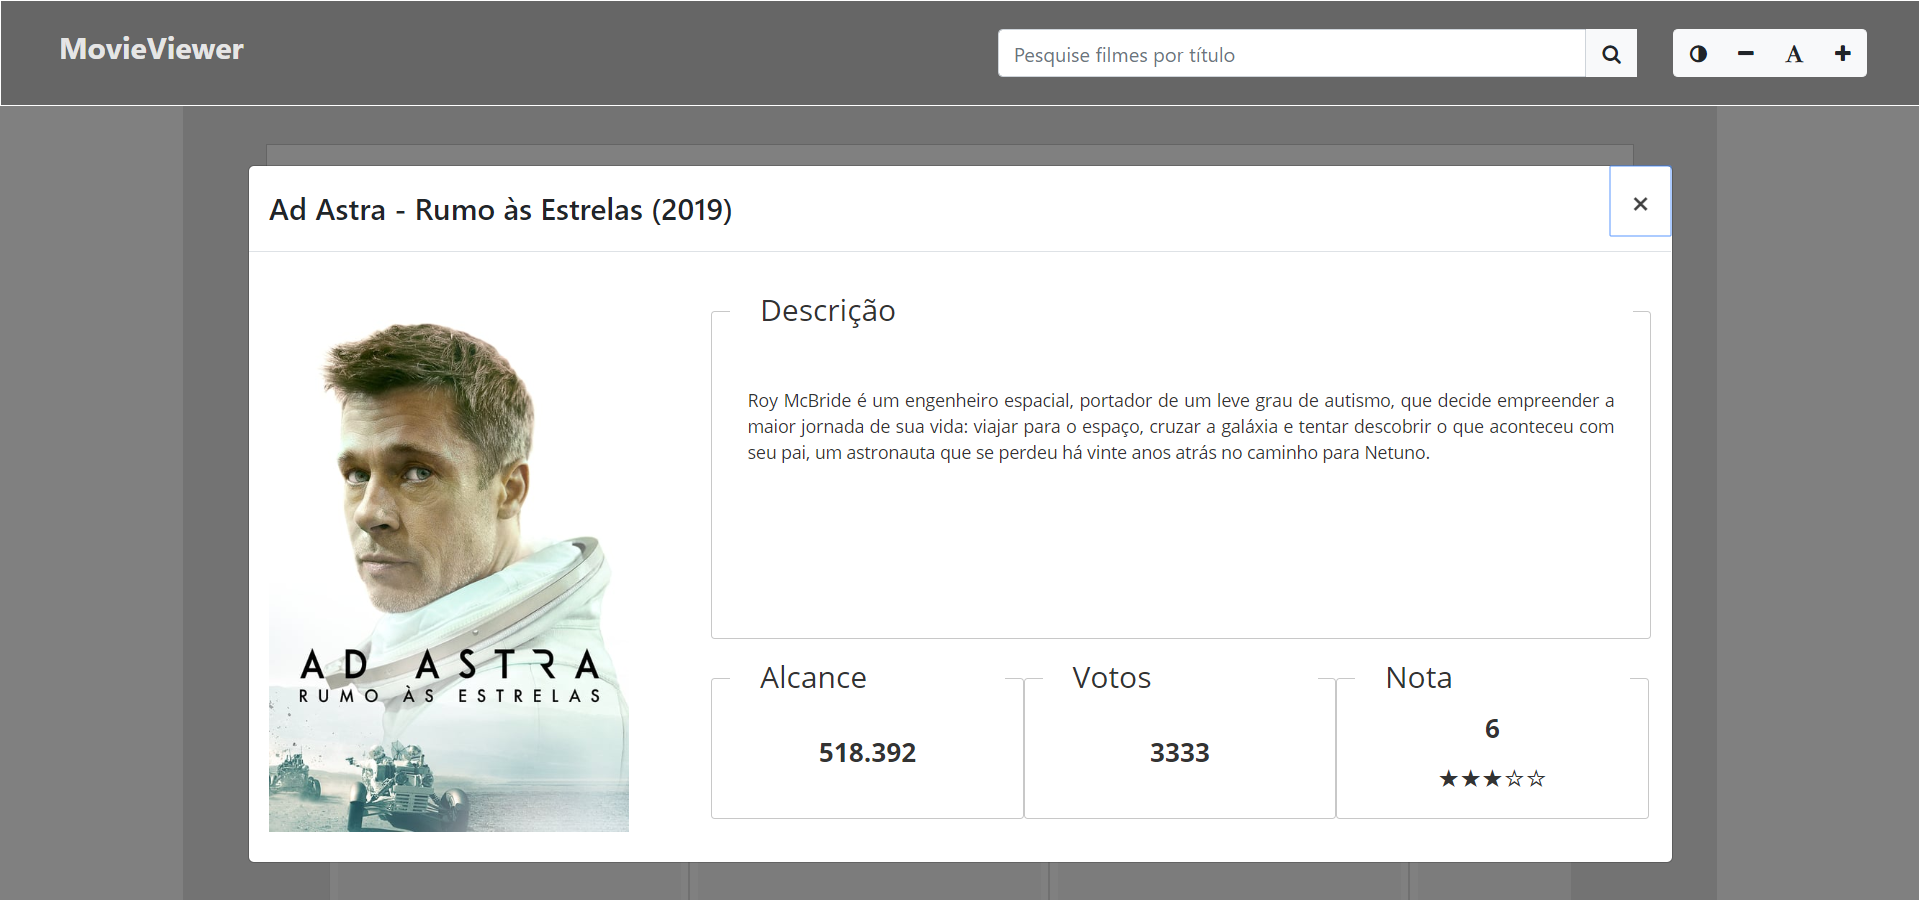 MovieViewer
Pesquise filmes por título
A
Ad Astra - Rumo às Estrelas (2019)
×
Descrição
Roy McBride é um engenheiro espacial, portador de um leve grau de autismo, que decide empreender a
maior jornada de sua vida: viajar para o espaço, cruzar a galáxia e tentar descobrir o que aconteceu com
seu pai, um astronauta que se perdeu há vinte anos atrás no caminho para Netuno.
AD ASTRA
RUMO ÀS ESTRELAS
Alcance
518.392
Votos
3333
Nota
6
★★★☆☆